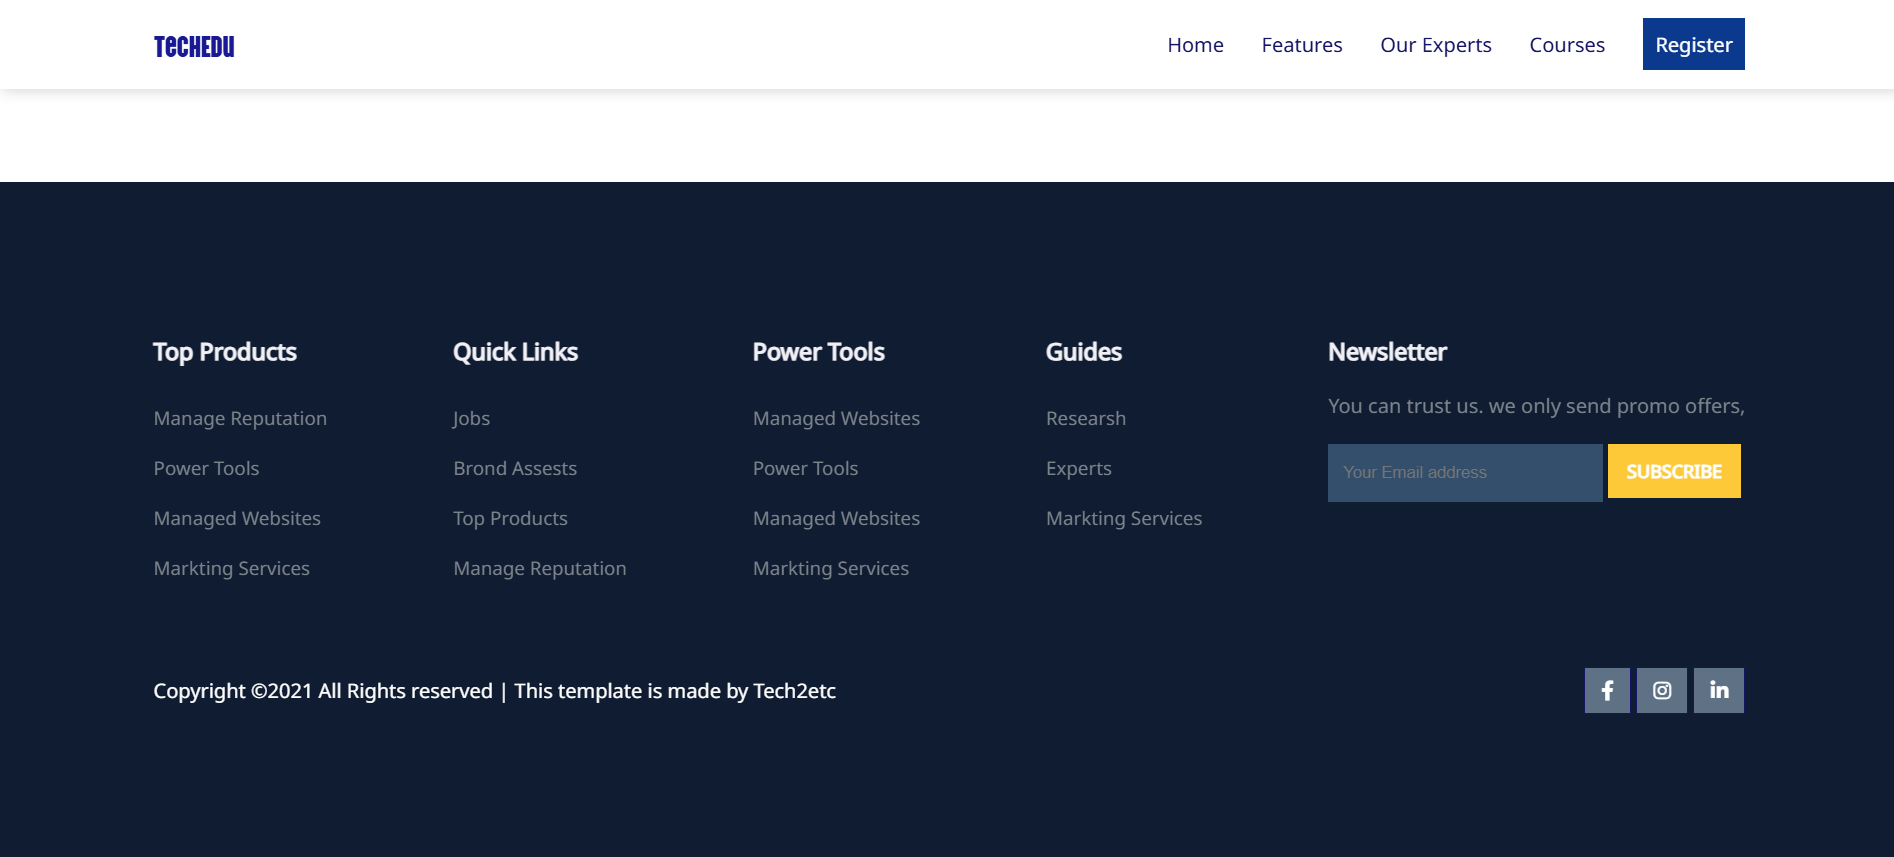 TECHEDU
Home Features Our Experts Courses Register
Top Products
Manage Reputation
Power Tools
Managed Websites
Markting Services
Quick Links
Jobs
Brond Assests
Top Products
Manage Reputation
Power Tools
Managed Websites
Power Tools
Managed Websites
Markting Services
Guides
Researsh
Experts
Markting Services
Newsletter
You can trust us. we only send promo offers,
Your Email address
SUBSCRIBE
Copyright ©2021 All Rights reserved | This template is made by Tech2etc